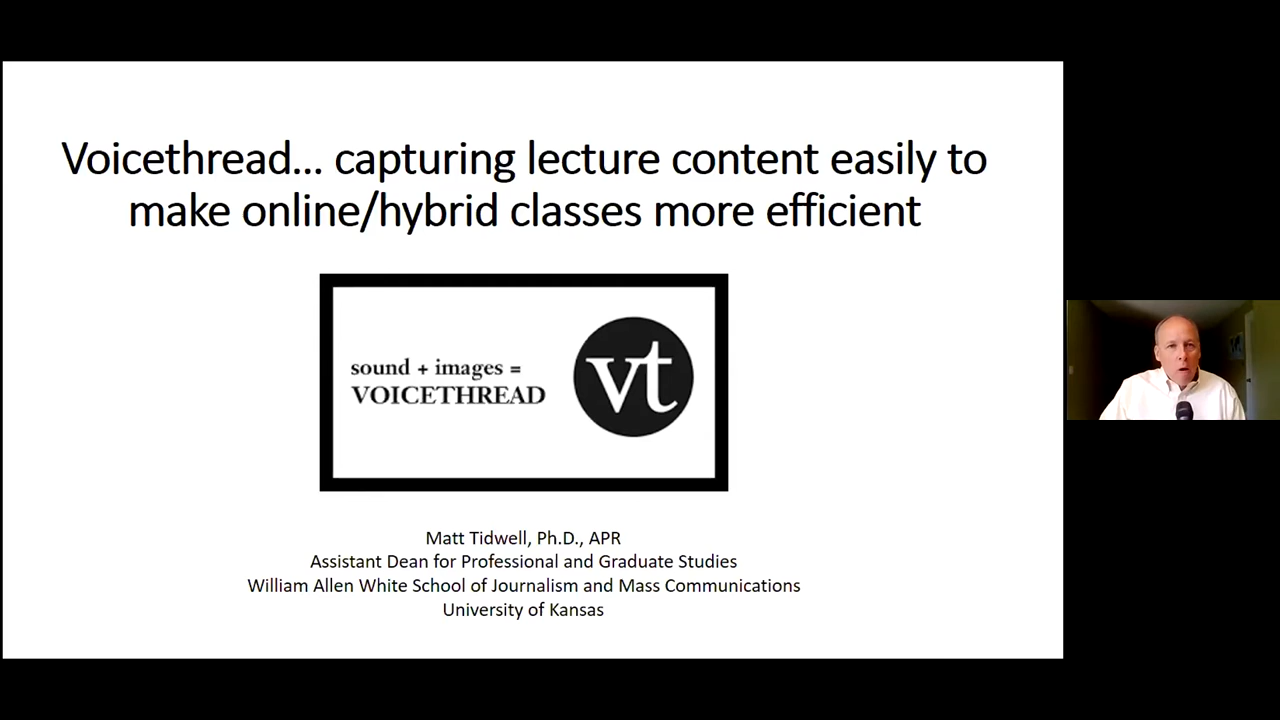 Voicethread... capturing lecture content easily to
make online/hybrid classes more efficient
sound + images =
VOICETHREAD
vt
Matt Tidwell, Ph.D., APR
Assistant Dean for Professional and Graduate Studies
William Allen White School of Journalism and Mass Communications
University of Kansas